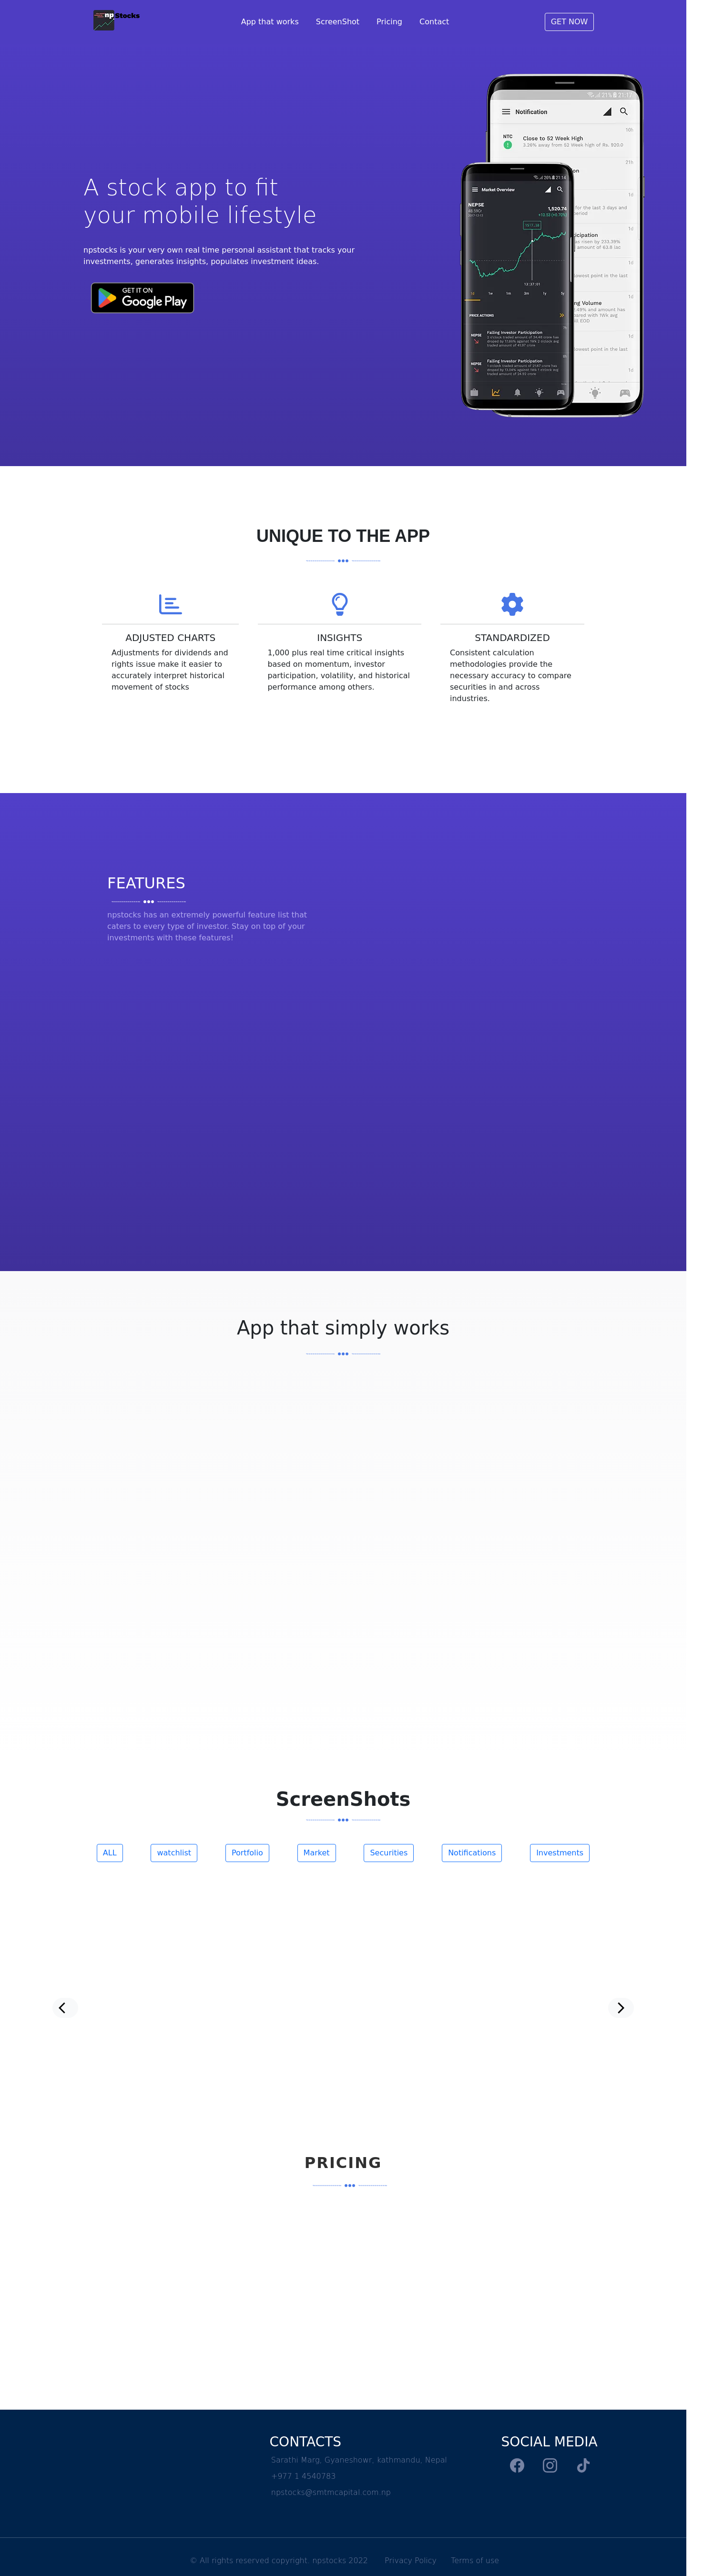 npStocks
App that works
ScreenShot
Pricing
Contact
GET NOW
A stock app to fit
your mobile lifestyle
npstocks is your very own real time personal assistant that tracks your
investments, generates insights, populates investment ideas.
GET IT ON
Google Play
Notification
NTC
Close to 52 Week High
Market Overview
NEPSE
1,520.74
PRICE ACTIONS
NEPSE
Failing Investor Participation
NEPSE
Failing Investor Participation
UNIQUE TO THE APP
ADJUSTED CHARTS
Adjustments for dividends and
rights issue make it easier to
accurately interpret historical
movement of stocks
INSIGHTS
1,000 plus real time critical insights
based on momentum, investor
participation, volatility, and historical
performance among others.
STANDARDIZED
Consistent calculation
methodologies provide the
necessary accuracy to compare
securities in and across
industries.
FEATURES
npstocks has an extremely powerful feature list that
caters to every type of investor. Stay on top of your
investments with these features!
App that simply works
ScreenShots
ALL
watchlist
Portfolio
Market
Securities
Notifications
Investments
PRICING
CONTACTS
Sarathi Marg, Gyaneshowr, kathmandu, Nepal
+977 1 4540783
npstocks@smtmcapital.com.np
SOCIAL MEDIA
© All rights reserved copyright. npstocks 2022
Privacy Policy
Terms of use